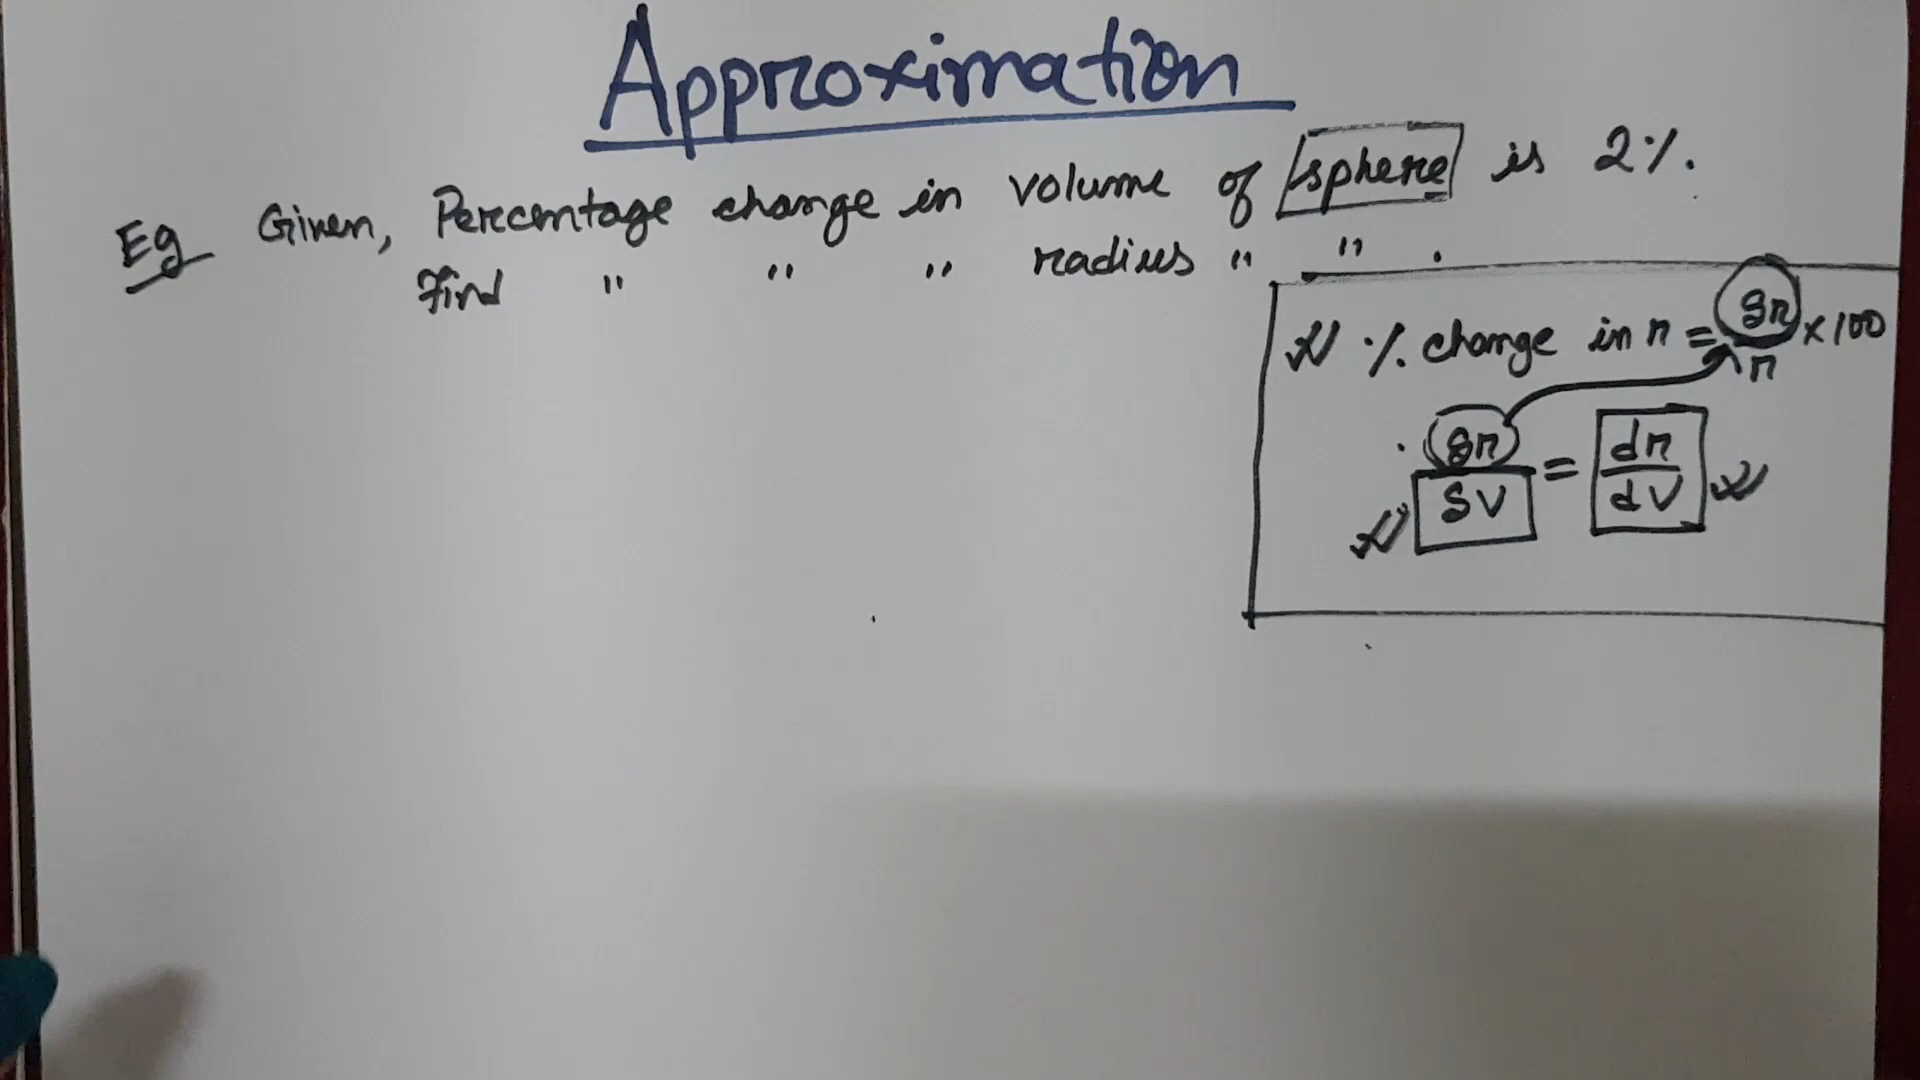 Approximation
Eg Given, Percentage change in volume of sphere is 2%.
Find " " " radius " " .
% change in r = δr/r × 100
δr/δV = dr/dV